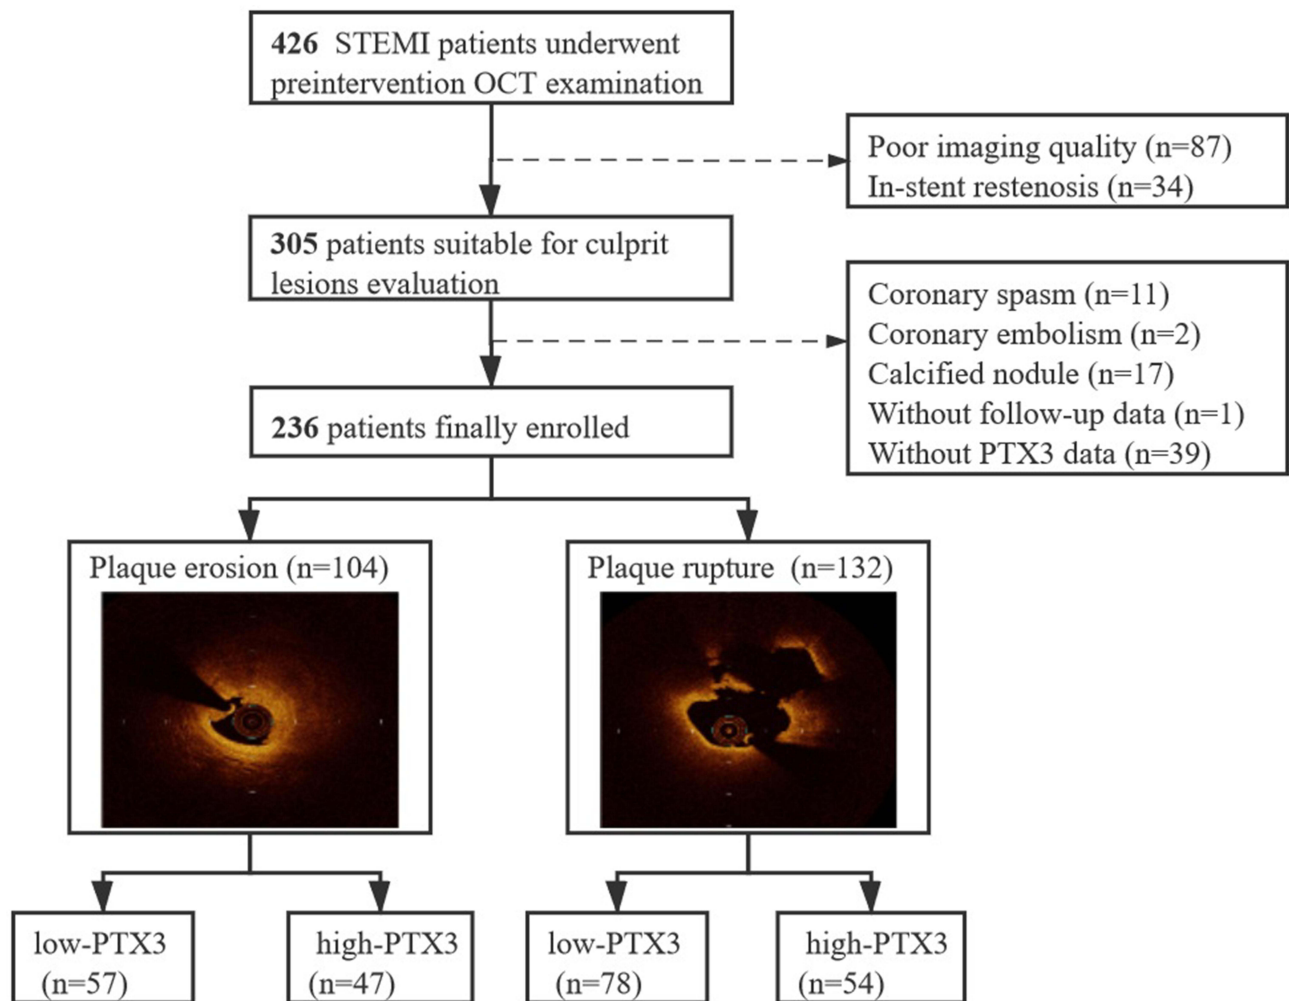 426 STEMI patients underwent
preintervention OCT examination
Poor imaging quality (n=87)
In-stent restenosis (n=34)
305 patients suitable for culprit
lesions evaluation
Coronary spasm (n=11)
Coronary embolism (n=2)
Calcified nodule (n=17)
Without follow-up data (n=1)
Without PTX3 data (n=39)
236 patients finally enrolled
Plaque erosion (n=104)
Plaque rupture (n=132)
low-PTX3
(n=57)
high-PTX3
(n=47)
low-PTX3
(n=78)
high-PTX3
(n=54)